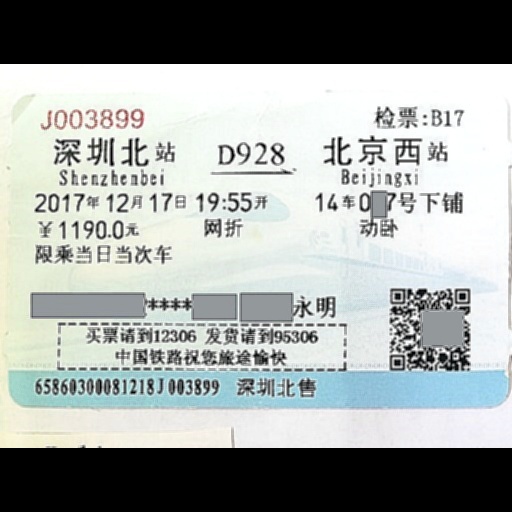 J003899 检票:B17
深圳北站 D928 北京西站
Shenzhenbei Beijingxi
2017年12月17日 19:55开 14车0 7号下铺
¥1190.0元 网折 动卧
限乘当日当次车
**** 永明
买票请到12306 发货请到95306
中国铁路祝您旅途愉快
65860300081218J003899 深圳北售